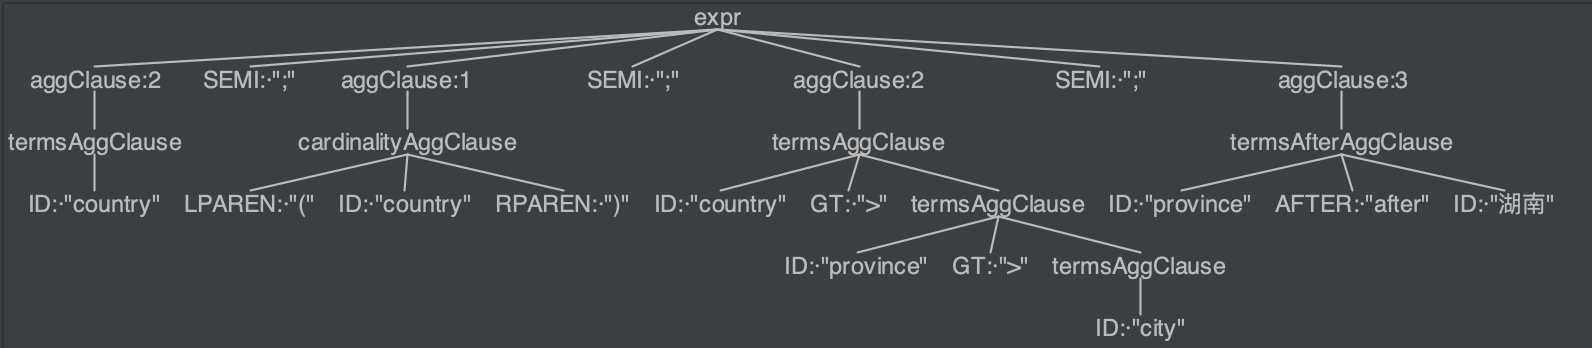 expr
aggClause:2 SEMI:·";" aggClause:1 SEMI:·";" aggClause:2 SEMI:·";" aggClause:3
termsAggClause cardinalityAggClause termsAggClause termsAfterAggClause
ID:·"country" LPAREN:·"(" ID:·"country" RPAREN:·")" ID:·"country" GT:·">" termsAggClause ID:·"province" AFTER:·"after" ID:·"湖南"
ID:·"province" GT:·">" termsAggClause
ID:·"city"